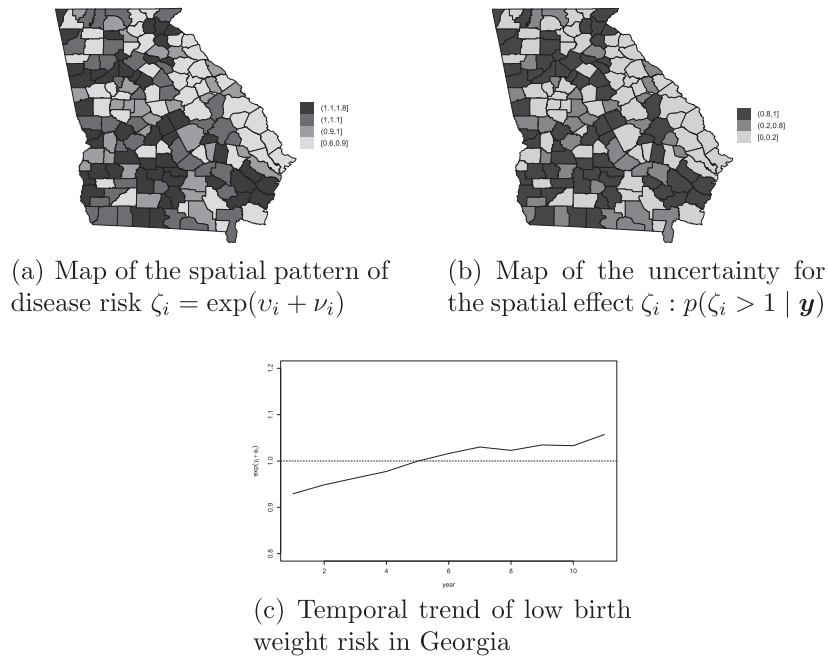 (1.1,1.8]
(1,1.1]
(0.9,1]
[0.6,0.9]
(0.8,1]
(0.2,0.8]
[0,0.2]
(a) Map of the spatial pattern of
disease risk ζᵢ = exp(υᵢ + νᵢ)
(b) Map of the uncertainty for
the spatial effect ζᵢ : p(ζᵢ > 1 | y)
1.2
1.1
1.0
0.9
0.8
exp(γₜ + ϕₜ)
2 4 6 8 10
year
(c) Temporal trend of low birth
weight risk in Georgia